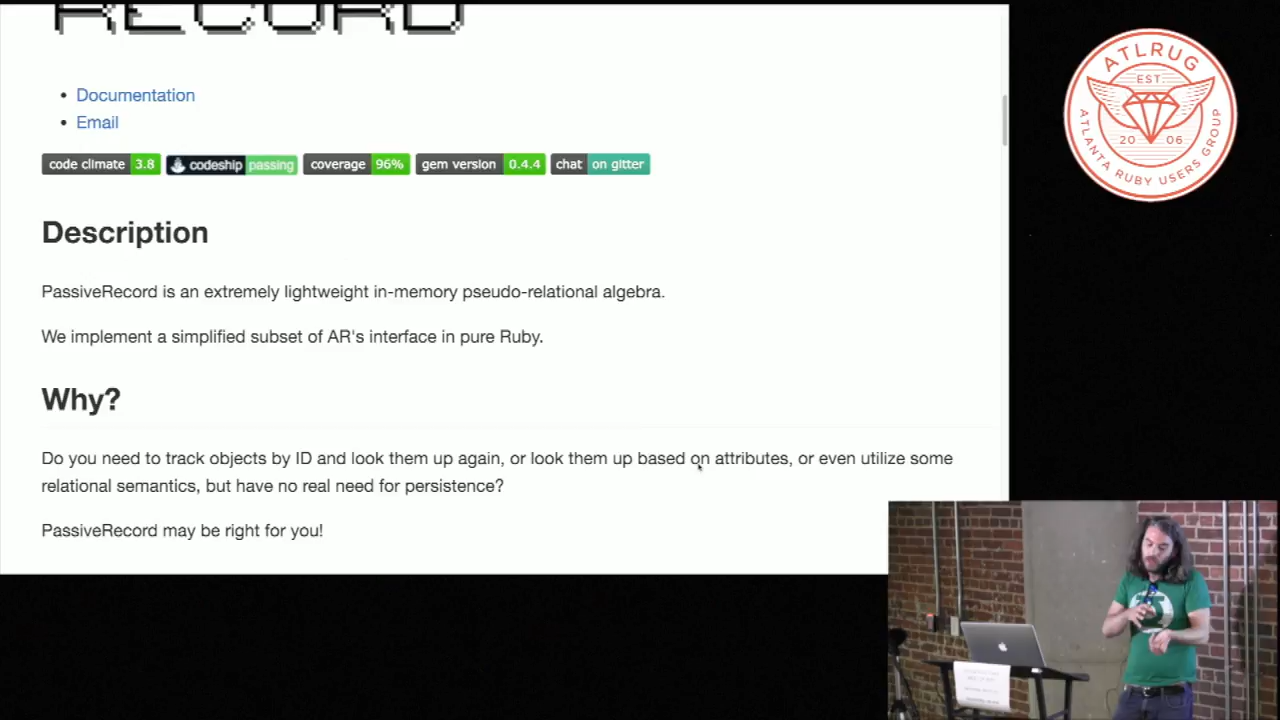 RECORD
Documentation
Email
code climate 3.8 codeship passing coverage 96% gem version 0.4.4 chat on gitter
Description
PassiveRecord is an extremely lightweight in-memory pseudo-relational algebra.
We implement a simplified subset of AR's interface in pure Ruby.
Why?
Do you need to track objects by ID and look them up again, or look them up based on attributes, or even utilize some
relational semantics, but have no real need for persistence?
PassiveRecord may be right for you!
ATLRUG
EST.
20 06
ATLANTA RUBY USERS GROUP